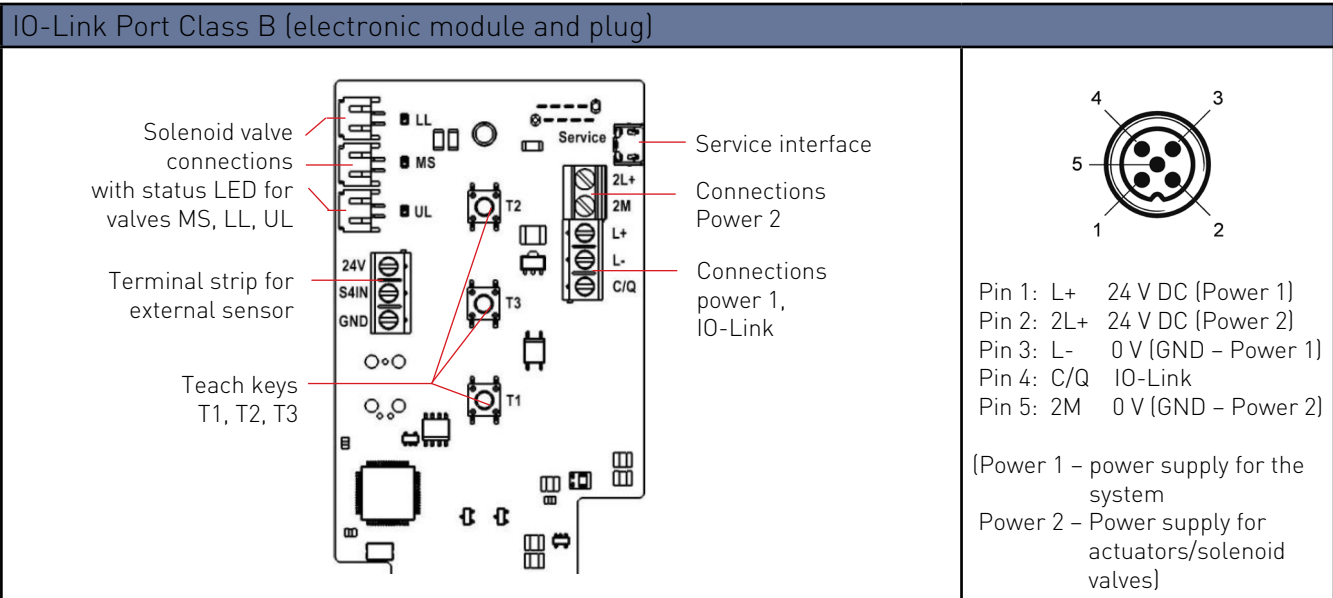 IO-Link Port Class B (electronic module and plug)
Solenoid valve
connections
with status LED for
valves MS, LL, UL
Terminal strip for
external sensor
Teach keys
T1, T2, T3
LL
MS
UL
24V
S4IN
GND
T2
T3
T1
Service
2L+
2M
L+
L-
C/Q
Service interface
Connections
Power 2
Connections
power 1,
IO-Link
4
3
5
1
2
Pin 1: L+ 24 V DC (Power 1)
Pin 2: 2L+ 24 V DC (Power 2)
Pin 3: L- 0 V (GND – Power 1)
Pin 4: C/Q IO-Link
Pin 5: 2M 0 V (GND – Power 2)
(Power 1 – power supply for the
system
Power 2 – Power supply for
actuators/solenoid
valves)